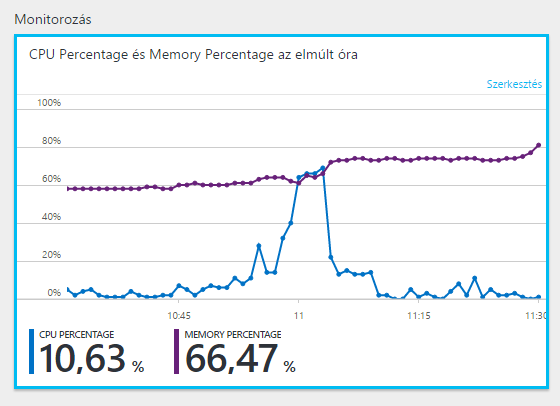 Monitorozás
CPU Percentage és Memory Percentage az elmúlt óra
Szerkesztés
100%
80%
60%
40%
20%
0%
10:45 11 11:15 11:30
CPU PERCENTAGE MEMORY PERCENTAGE
10,63 % 66,47 %